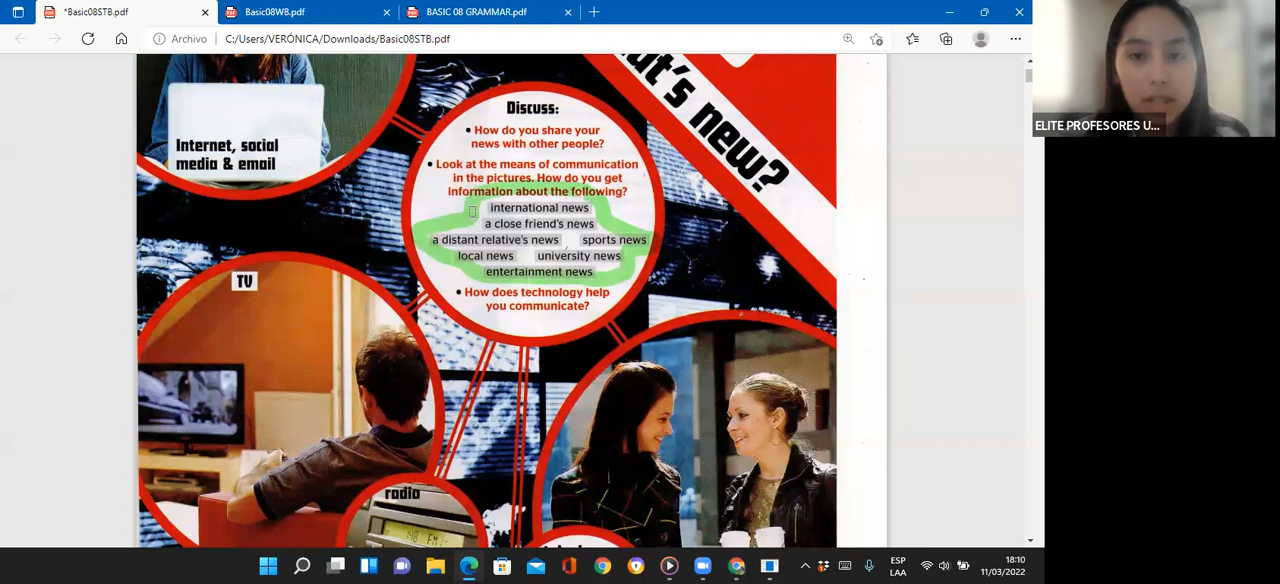 *Basic08STB.pdf
Basic08WB.pdf
BASIC 08 GRAMMAR.pdf
Archivo
C:/Users/VERÓNICA/Downloads/Basic08STB.pdf
ELITE PROFESORES U...
Internet, social
media & email
Discuss:
• How do you share your
news with other people?
• Look at the means of communication
in the pictures. How do you get
information about the following?
international news
a close friend's news
a distant relative's news sports news
local news university news
entertainment news
• How does technology help
you communicate?
new?
TV
radio
ESP
LAA
18:10
11/03/2022